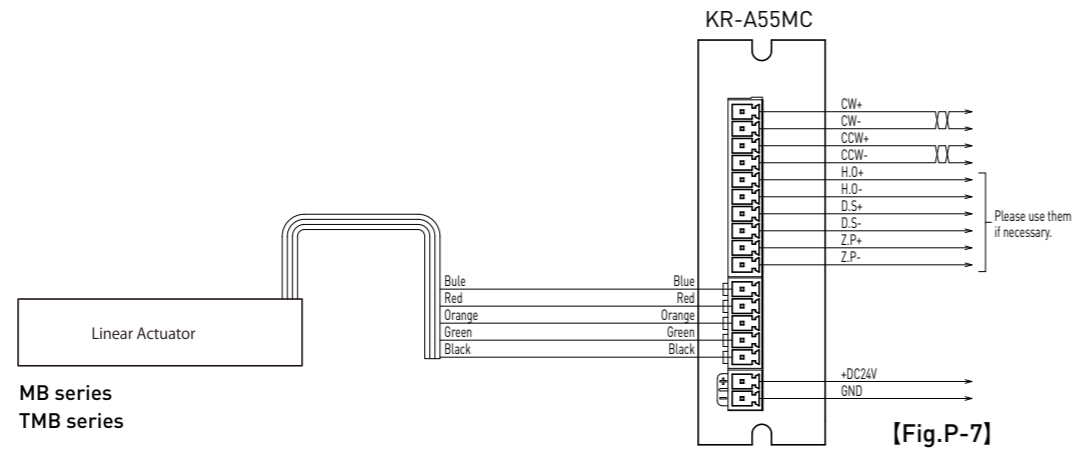 KR-A55MC
CW+
CW-
CCW+
CCW-
H.O+
H.O-
D.S+
D.S-
Z.P+
Z.P-
Please use them
if necessary.
Bule Blue
Red Red
Orange Orange
Green Green
Black Black
Linear Actuator
+ +DC24V
- GND
MB series
TMB series
【Fig.P-7】